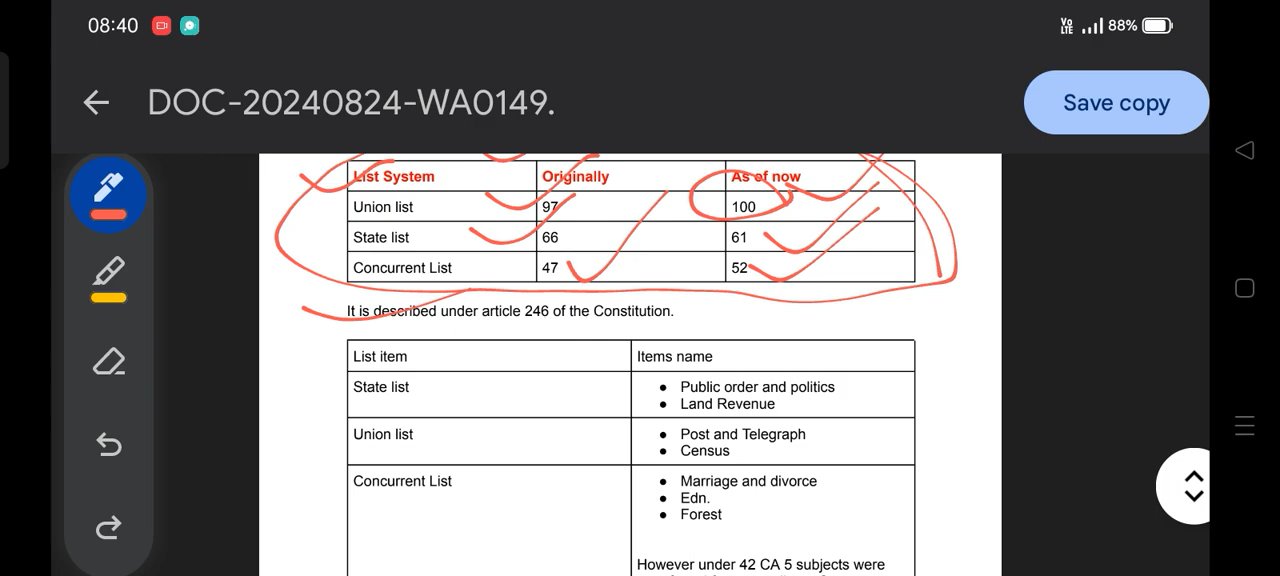 08:40
Vo
LTE
88%
DOC-20240824-WA0149.
Save copy
List System Originally As of now
Union list 97 100
State list 66 61
Concurrent List 47 52
It is described under article 246 of the Constitution.
List item Items name
State list
• Public order and politics
• Land Revenue
Union list
• Post and Telegraph
• Census
Concurrent List
• Marriage and divorce
• Edn.
• Forest
However under 42 CA 5 subjects were